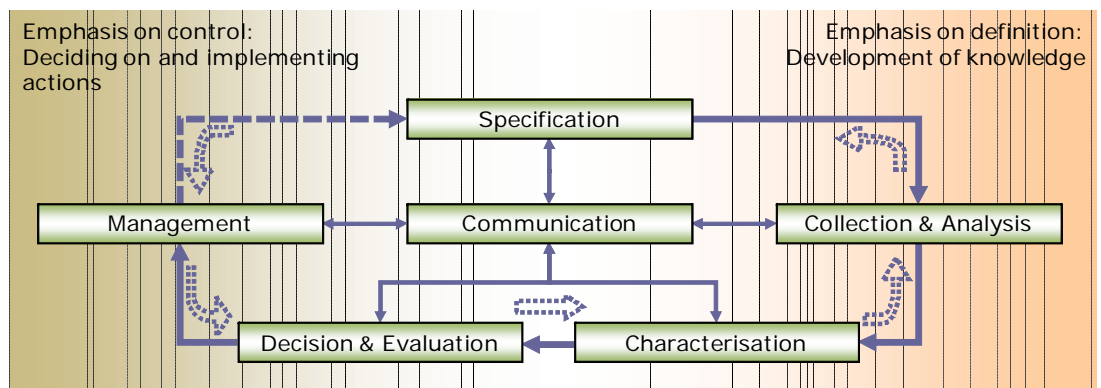 Emphasis on control:
Deciding on and implementing
actions
Emphasis on definition:
Development of knowledge
Specification
Management
Communication
Collection & Analysis
Decision & Evaluation
Characterisation